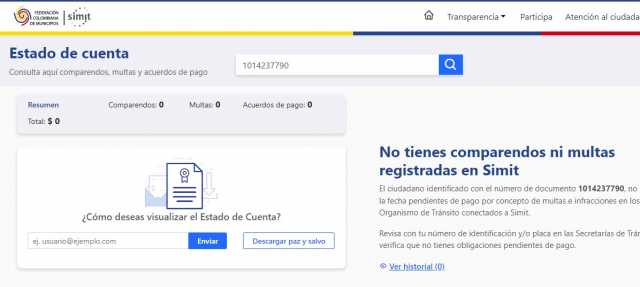 FEDERACIÓN
COLOMBIANA
DE MUNICIPIOS
simit
Transparencia
Participa
Atención al ciudada
Estado de cuenta
Consulta aquí comparendos, multas y acuerdos de pago
1014237790
Resumen Comparendos: 0 Multas: 0 Acuerdos de pago: 0
Total: $ 0
¿Cómo deseas visualizar el Estado de Cuenta?
ej. usuario@ejemplo.com Enviar Descargar paz y salvo
No tienes comparendos ni multas
registradas en Simit
El ciudadano identificado con el número de documento 1014237790, no
la fecha pendientes de pago por concepto de multas e infracciones en los
Organismo de Tránsito conectados a Simit.
Revisa con tu número de identificación y/o placa en las Secretarías de Trán
verifica que no tienes obligaciones pendientes de pago.
Ver historial (0)